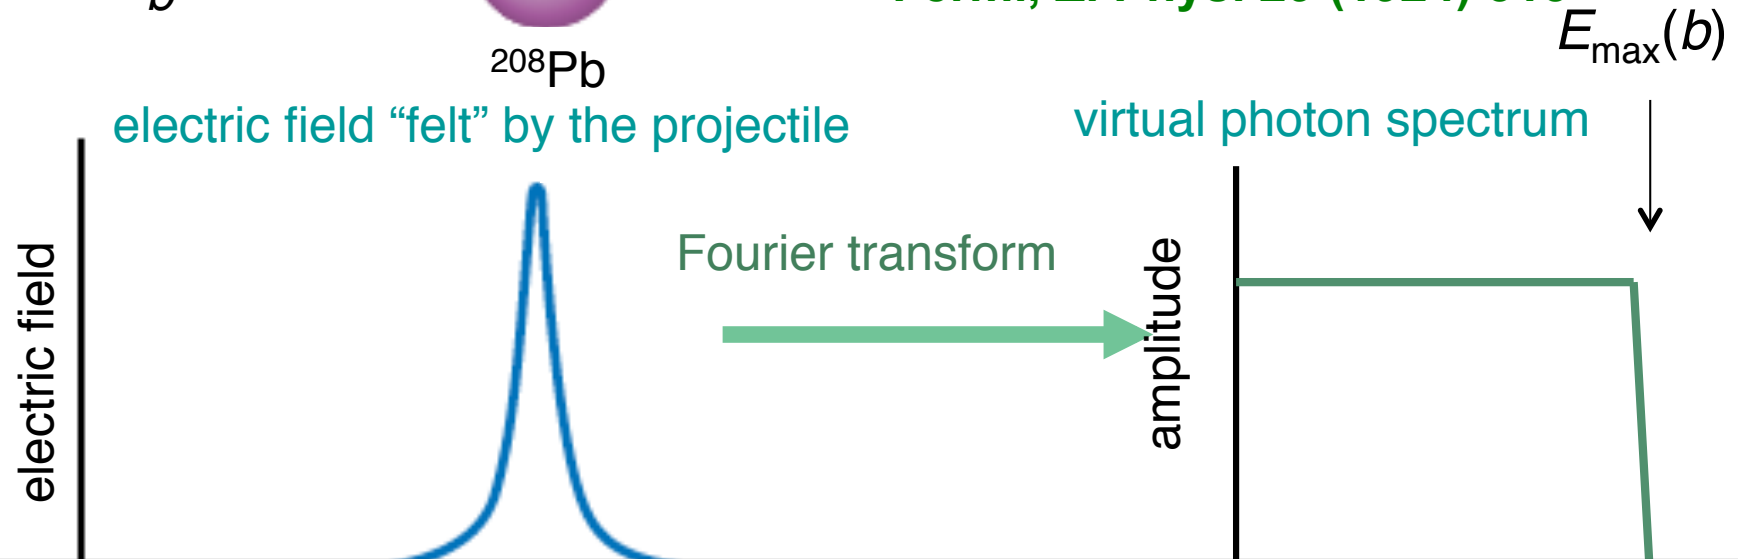 b
E_max(b)
²⁰⁸Pb
electric field “felt” by the projectile
virtual photon spectrum
Fourier transform
electric field
amplitude